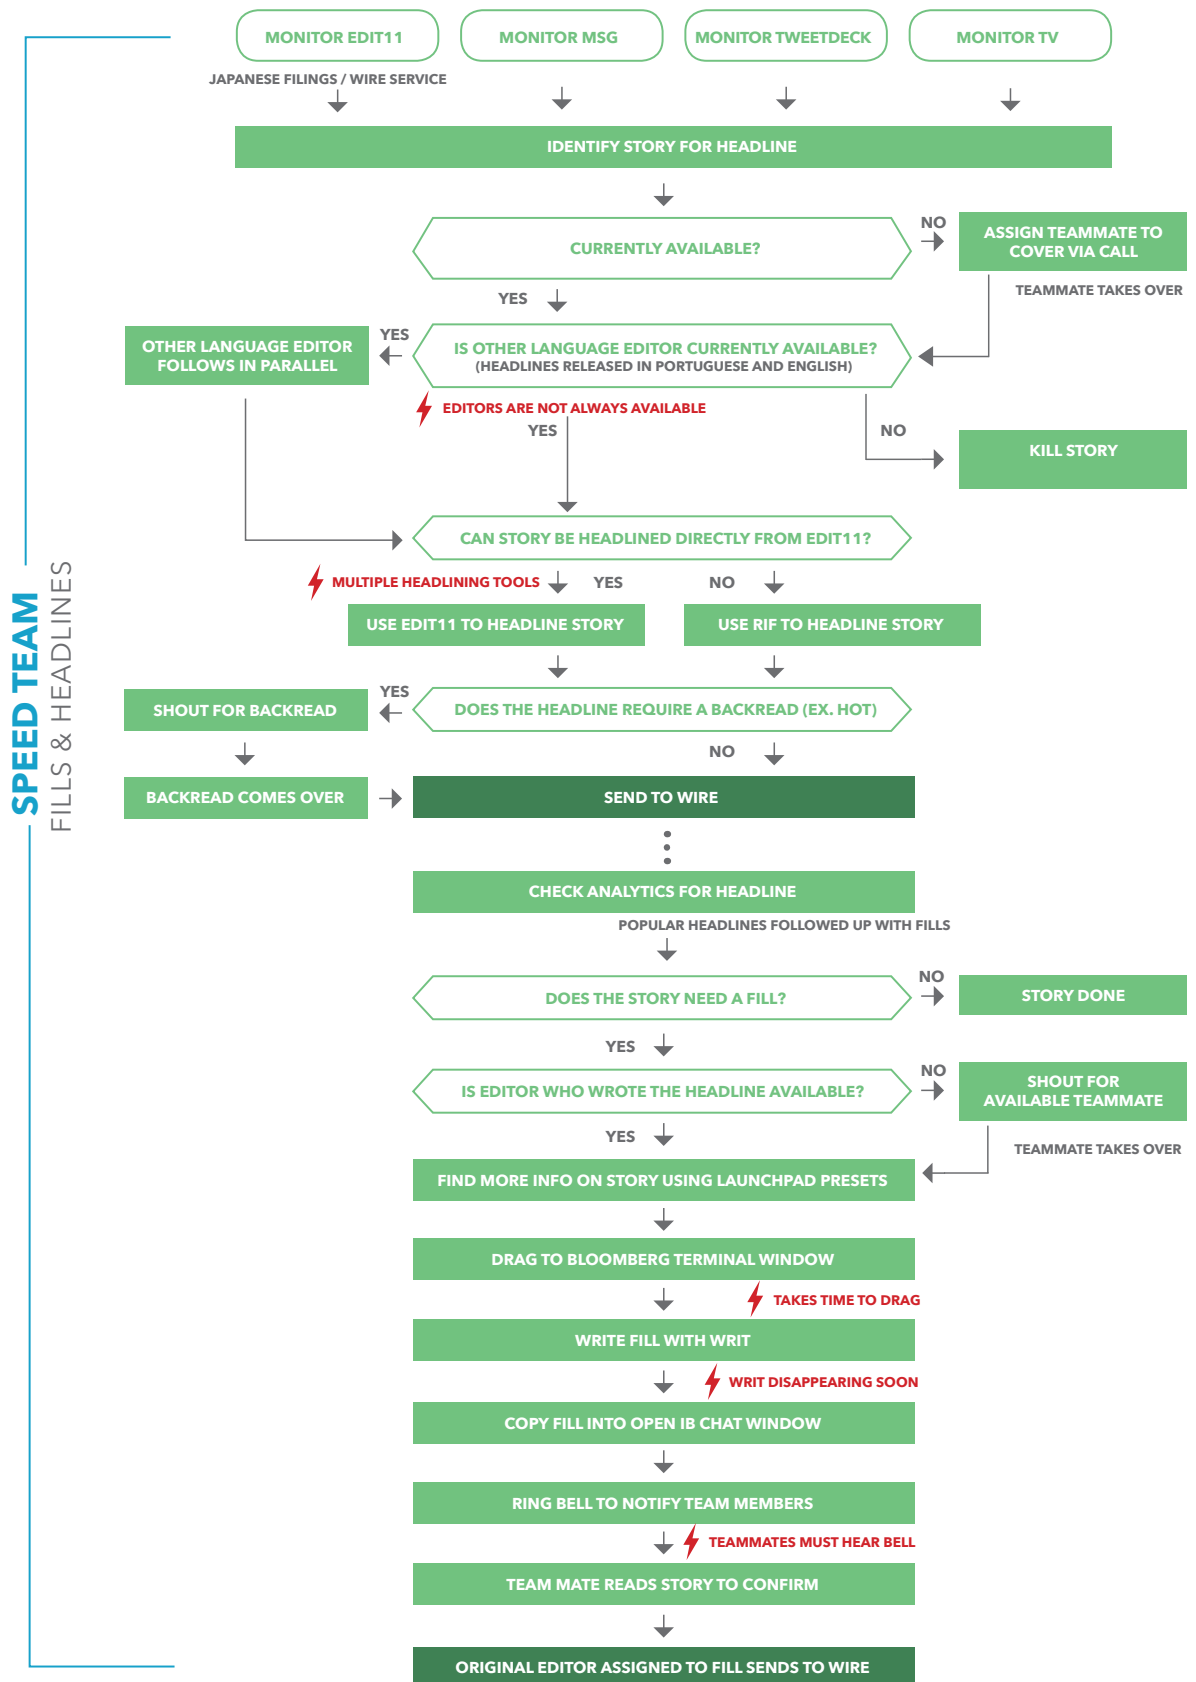 MONITOR EDIT11
MONITOR MSG
MONITOR TWEETDECK
MONITOR TV
JAPANESE FILINGS / WIRE SERVICE
IDENTIFY STORY FOR HEADLINE
CURRENTLY AVAILABLE?
NO
ASSIGN TEAMMATE TO
COVER VIA CALL
TEAMMATE TAKES OVER
YES
OTHER LANGUAGE EDITOR
FOLLOWS IN PARALLEL
YES
IS OTHER LANGUAGE EDITOR CURRENTLY AVAILABLE?
(HEADLINES RELEASED IN PORTUGUESE AND ENGLISH)
EDITORS ARE NOT ALWAYS AVAILABLE
YES
NO
KILL STORY
CAN STORY BE HEADLINED DIRECTLY FROM EDIT11?
MULTIPLE HEADLINING TOOLS
YES
NO
USE EDIT11 TO HEADLINE STORY
USE RIF TO HEADLINE STORY
SPEED TEAM
FILLS & HEADLINES
SHOUT FOR BACKREAD
YES
DOES THE HEADLINE REQUIRE A BACKREAD (EX. HOT)
NO
BACKREAD COMES OVER
SEND TO WIRE
CHECK ANALYTICS FOR HEADLINE
POPULAR HEADLINES FOLLOWED UP WITH FILLS
DOES THE STORY NEED A FILL?
NO
STORY DONE
YES
IS EDITOR WHO WROTE THE HEADLINE AVAILABLE?
NO
SHOUT FOR
AVAILABLE TEAMMATE
YES
TEAMMATE TAKES OVER
FIND MORE INFO ON STORY USING LAUNCHPAD PRESETS
DRAG TO BLOOMBERG TERMINAL WINDOW
TAKES TIME TO DRAG
WRITE FILL WITH WRIT
WRIT DISAPPEARING SOON
COPY FILL INTO OPEN IB CHAT WINDOW
RING BELL TO NOTIFY TEAM MEMBERS
TEAMMATES MUST HEAR BELL
TEAM MATE READS STORY TO CONFIRM
ORIGINAL EDITOR ASSIGNED TO FILL SENDS TO WIRE